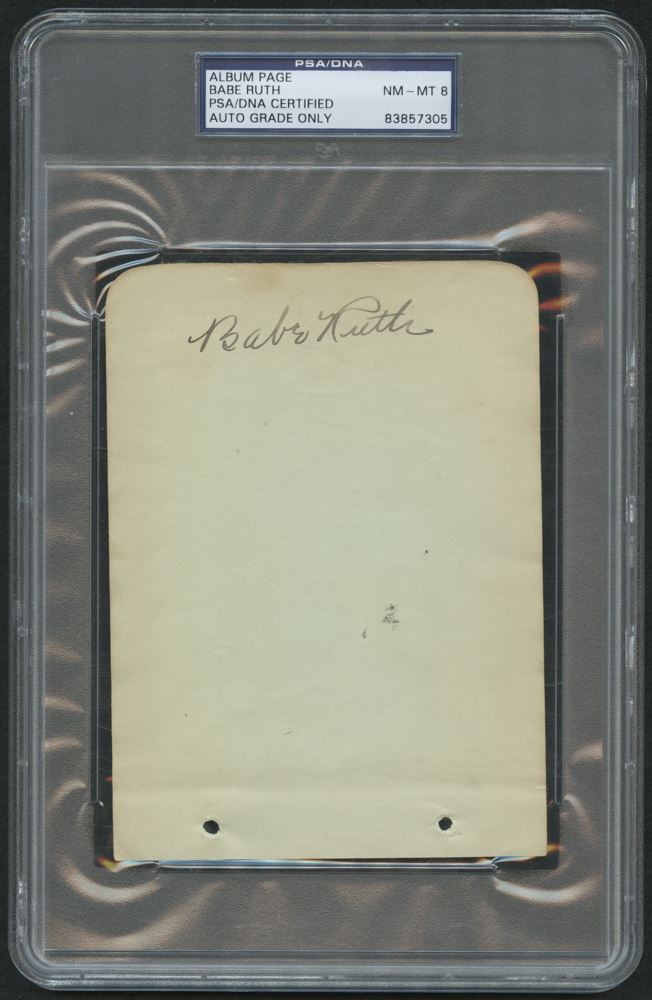 PSA/DNA
ALBUM PAGE
BABE RUTH NM – MT 8
PSA/DNA CERTIFIED
AUTO GRADE ONLY 83857305
Babe Ruth